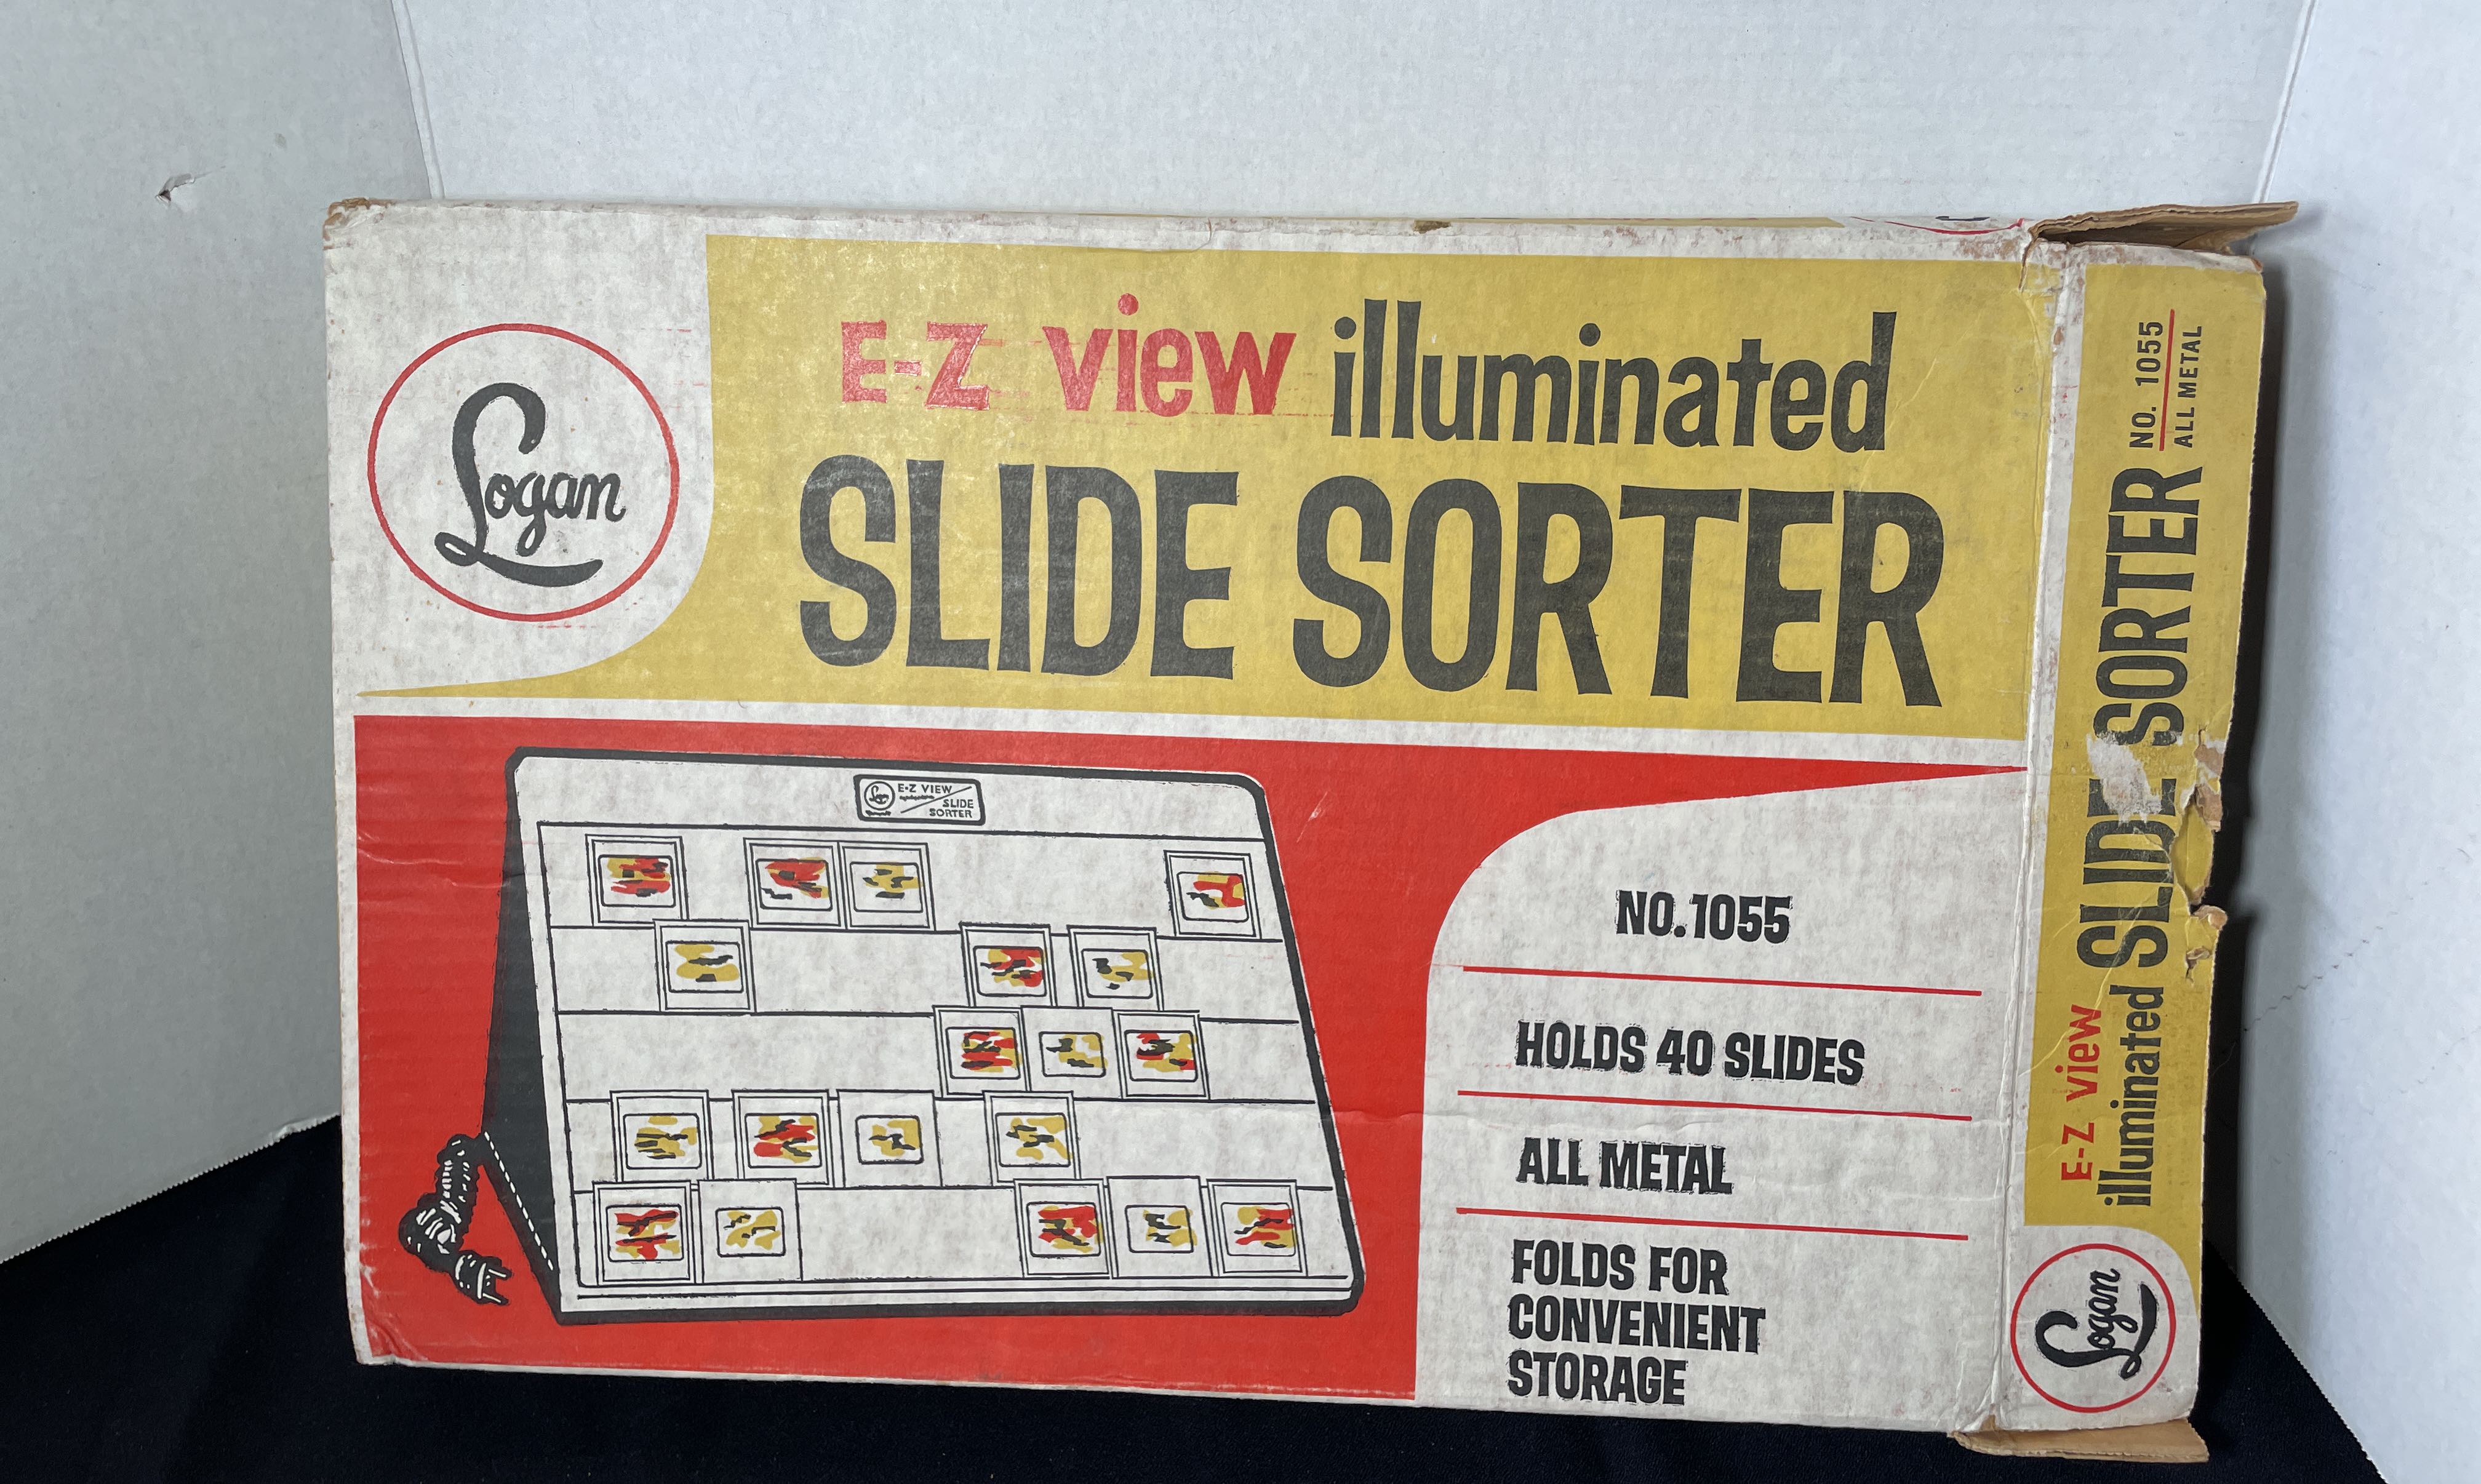 Logan
E-Z view illuminated
SLIDE SORTER
Logan
E-Z VIEW
SLIDE
SORTER
NO. 1055
HOLDS 40 SLIDES
ALL METAL
FOLDS FOR
CONVENIENT
STORAGE
Logan
E-Z view
illuminated SLIDE SORTER
NO. 1055
ALL METAL